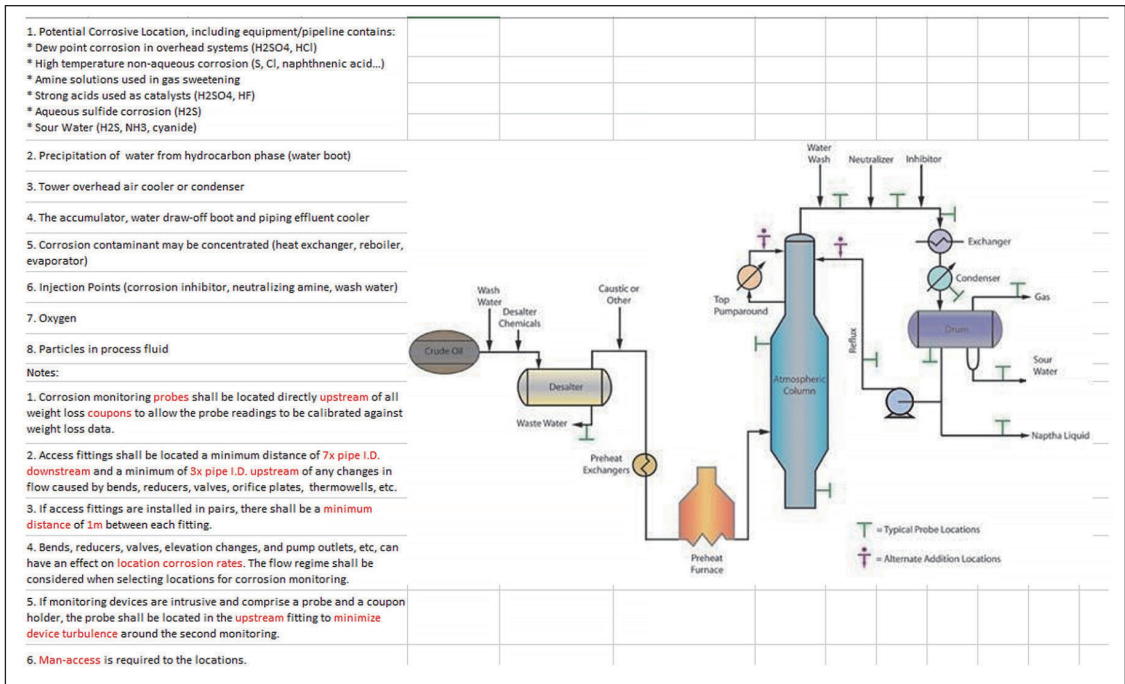 1. Potential Corrosive Location, including equipment/pipeline contains:
* Dew point corrosion in overhead systems (H2SO4, HCl)
* High temperature non-aqueous corrosion (S, Cl, naphthnenic acid...)
* Amine solutions used in gas sweetening
* Strong acids used as catalysts (H2SO4, HF)
* Aqueous sulfide corrosion (H2S)
* Sour Water (H2S, NH3, cyanide)
2. Precipitation of water from hydrocarbon phase (water boot)
3. Tower overhead air cooler or condenser
4. The accumulator, water draw-off boot and piping effluent cooler
5. Corrosion contaminant may be concentrated (heat exchanger, reboiler,
evaporator)
6. Injection Points (corrosion inhibitor, neutralizing amine, wash water)
7. Oxygen
8. Particles in process fluid
Notes:
1. Corrosion monitoring probes shall be located directly upstream of all
weight loss coupons to allow the probe readings to be calibrated against
weight loss data.
2. Access fittings shall be located a minimum distance of 7x pipe I.D.
downstream and a minimum of 3x pipe I.D. upstream of any changes in
flow caused by bends, reducers, valves, orifice plates, thermowells, etc.
3. If access fittings are installed in pairs, there shall be a minimum
distance of 1m between each fitting.
4. Bends, reducers, valves, elevation changes, and pump outlets, etc, can
have an effect on location corrosion rates. The flow regime shall be
considered when selecting locations for corrosion monitoring.
5. If monitoring devices are intrusive and comprise a probe and a coupon
holder, the probe shall be located in the upstream fitting to minimize
device turbulence around the second monitoring.
6. Man-access is required to the locations.
Crude Oil
Wash
Water
Desalter
Chemicals
Desalter
Waste Water
Caustic or
Other
Preheat
Exchangers
Preheat
Furnace
Top
Pumparound
Atmospheric
Column
Water
Wash
Neutralizer
Inhibitor
Exchanger
Condenser
Drum
Gas
Sour
Water
Naptha Liquid
Reflux
= Typical Probe Locations
= Alternate Addition Locations